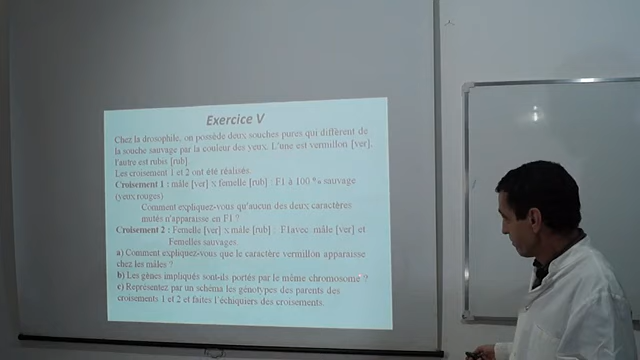 Exercice V
Chez la drosophile, on possède deux souches pures qui diffèrent de
la souche sauvage par la couleur des yeux. L'une est vermillon [ver],
l'autre est rubis [rub].
Les croisement 1 et 2 ont été réalisés.
Croisement 1 : mâle [ver] x femelle [rub] : F1 à 100 % sauvage
(yeux rouges)
Comment expliquez-vous qu'aucun des deux caractères
mutés n'apparaisse en F1 ?
Croisement 2 : Femelle [ver] x mâle [rub] : F1avec mâle [ver] et
Femelles sauvages.
a) Comment expliquez-vous que le caractère vermillon apparaisse
chez les mâles ?
b) Les gènes impliqués sont-ils portés par le même chromosome ?
c) Représentez par un schéma les génotypes des parents des
croisements 1 et 2 et faites l'échiquiers des croisements.